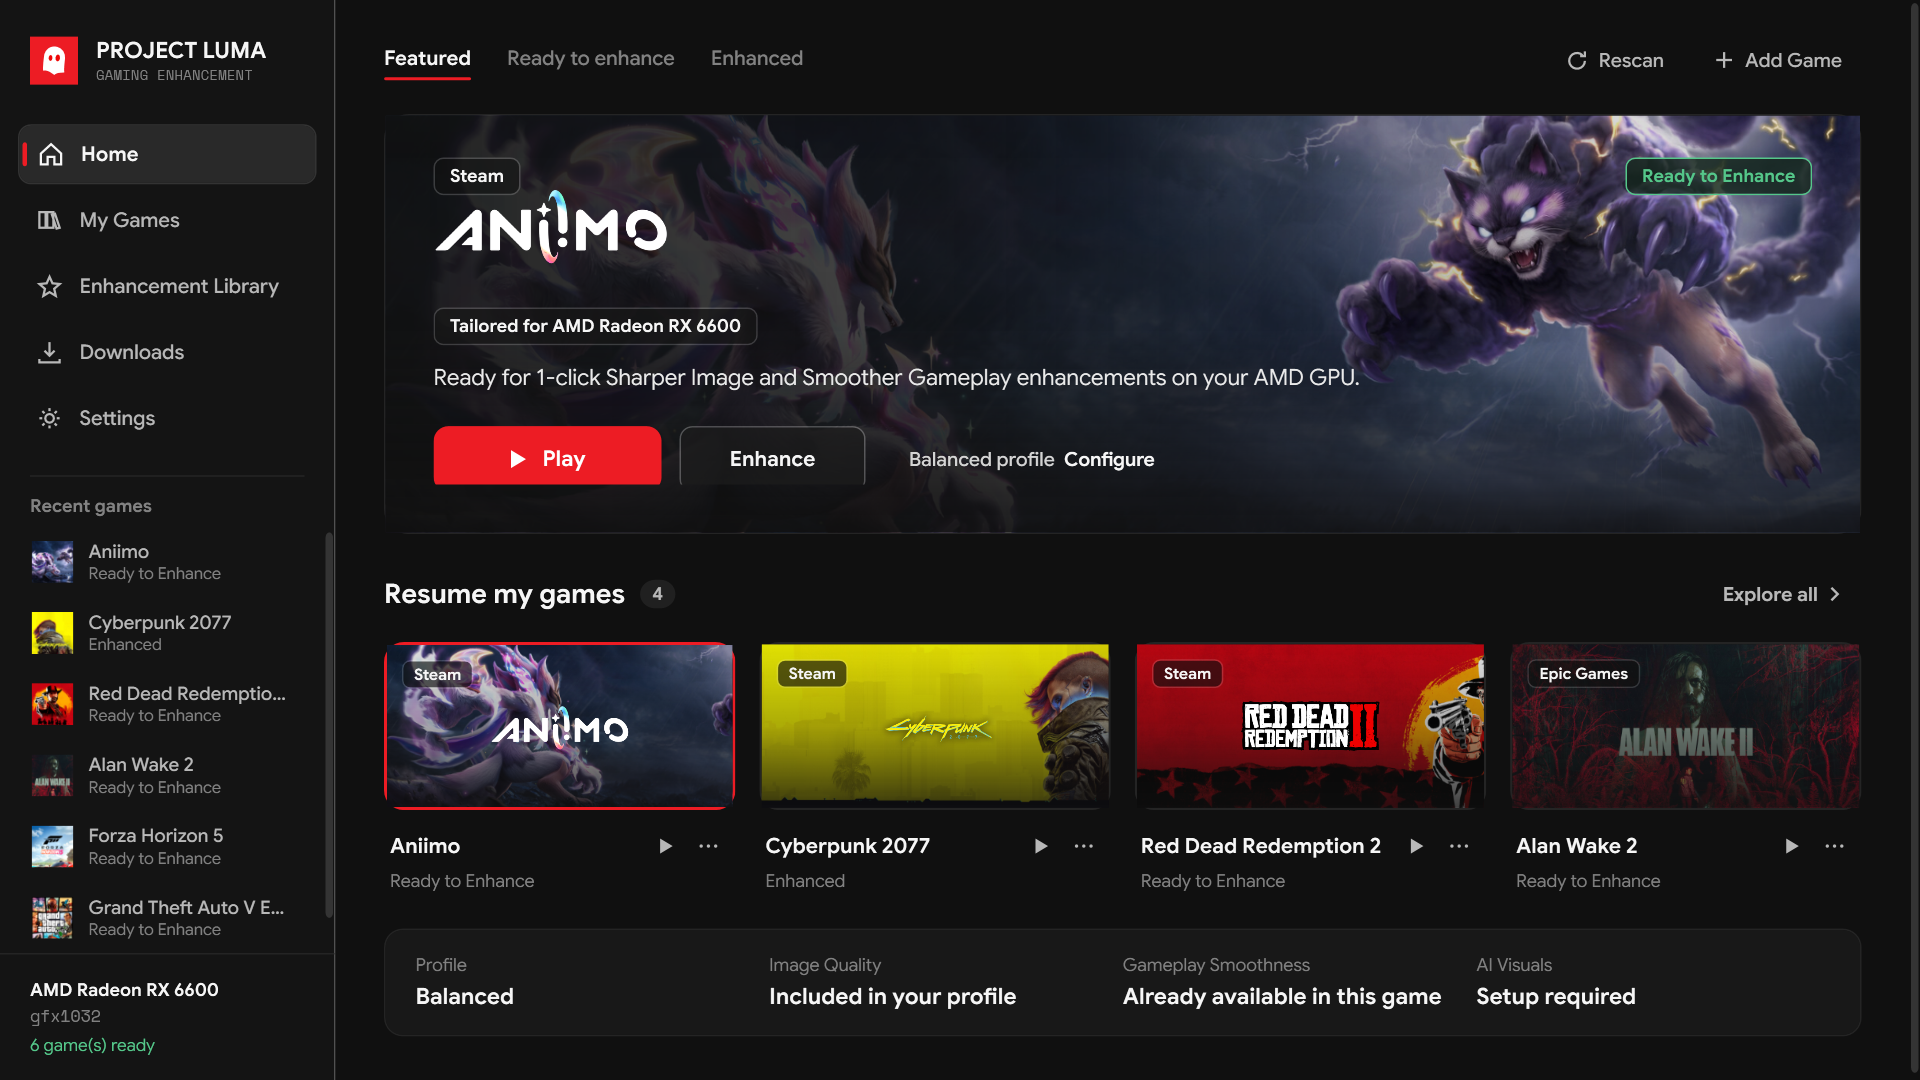 PROJECT LUMA
GAMING ENHANCEMENT
Home
My Games
Enhancement Library
Downloads
Settings
Recent games
Aniimo
Ready to Enhance
Cyberpunk 2077
Enhanced
Red Dead Redemptio...
Ready to Enhance
Alan Wake 2
Ready to Enhance
Forza Horizon 5
Ready to Enhance
Grand Theft Auto V E...
Ready to Enhance
AMD Radeon RX 6600
gfx1032
6 game(s) ready
Featured
Ready to enhance
Enhanced
Rescan
Add Game
Steam
Ready to Enhance
ANIIMO
Tailored for AMD Radeon RX 6600
Ready for 1-click Sharper Image and Smoother Gameplay enhancements on your AMD GPU.
Play
Enhance
Balanced profile Configure
Resume my games 4
Explore all
Steam
ANIIMO
Aniimo
Ready to Enhance
Steam
CYBERPUNK
Cyberpunk 2077
Enhanced
Steam
RED DEAD
REDEMPTION II
Red Dead Redemption 2
Ready to Enhance
Epic Games
ALAN WAKE II
Alan Wake 2
Ready to Enhance
Profile
Balanced
Image Quality
Included in your profile
Gameplay Smoothness
Already available in this game
AI Visuals
Setup required